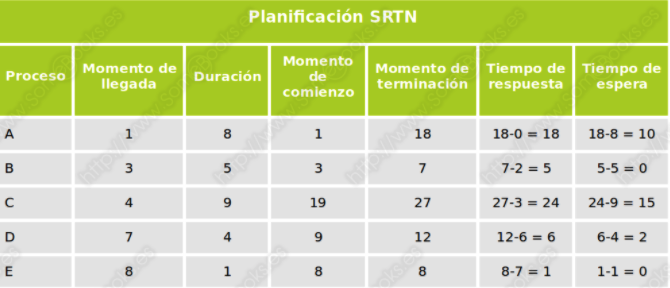 Planificación SRTN
Proceso Momento de llegada Duración Momento de comienzo Momento de terminación Tiempo de respuesta Tiempo de espera
A 1 8 1 18 18-0 = 18 18-8 = 10
B 3 5 3 7 7-2 = 5 5-5 = 0
C 4 9 19 27 27-3 = 24 24-9 = 15
D 7 4 9 12 12-6 = 6 6-4 = 2
E 8 1 8 8 8-7 = 1 1-1 = 0